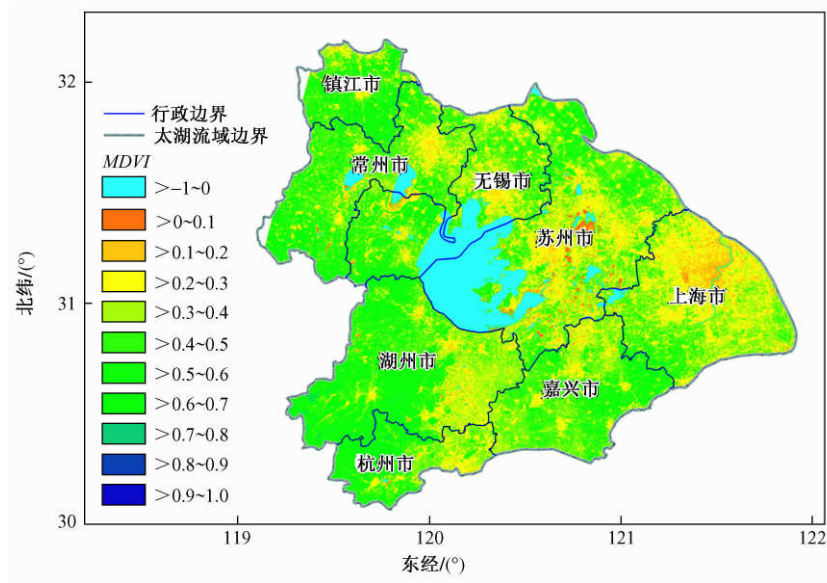 32
31
30
北纬/(°)
镇江市
行政边界
太湖流域边界
常州市
无锡市
苏州市
上海市
湖州市
嘉兴市
杭州市
MDVI
>–1~0
>0~0.1
>0.1~0.2
>0.2~0.3
>0.3~0.4
>0.4~0.5
>0.5~0.6
>0.6~0.7
>0.7~0.8
>0.8~0.9
>0.9~1.0
119
120
121
122
东经/(°)